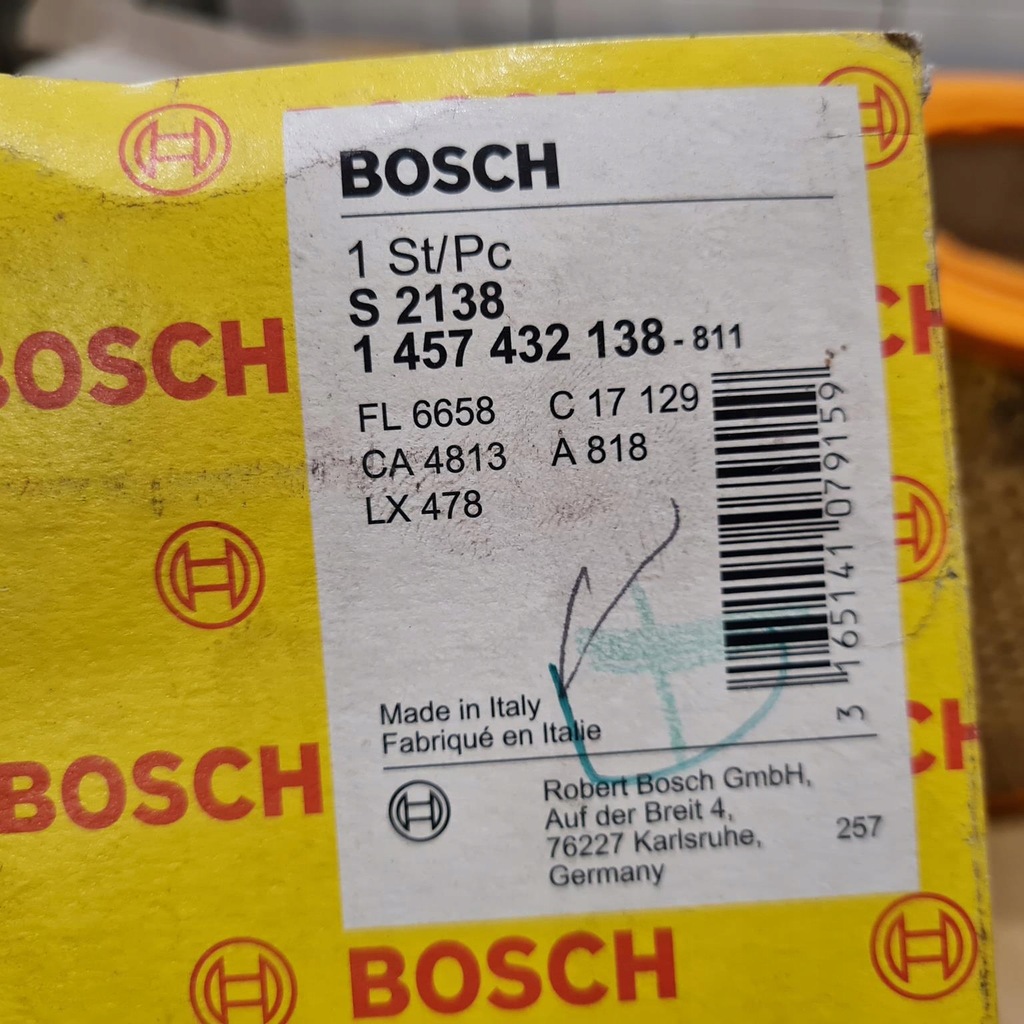 BOSCH
1 St/Pc
S 2138
1 457 432 138 - 811
FL 6658 C 17 129
CA 4813 A 818
LX 478
3 165141 079159
Made in Italy
Fabriqué en Italie
Robert Bosch GmbH,
Auf der Breit 4,
76227 Karlsruhe,
Germany
257
BOSCH
BOSCH
BOSCH
CH
CH